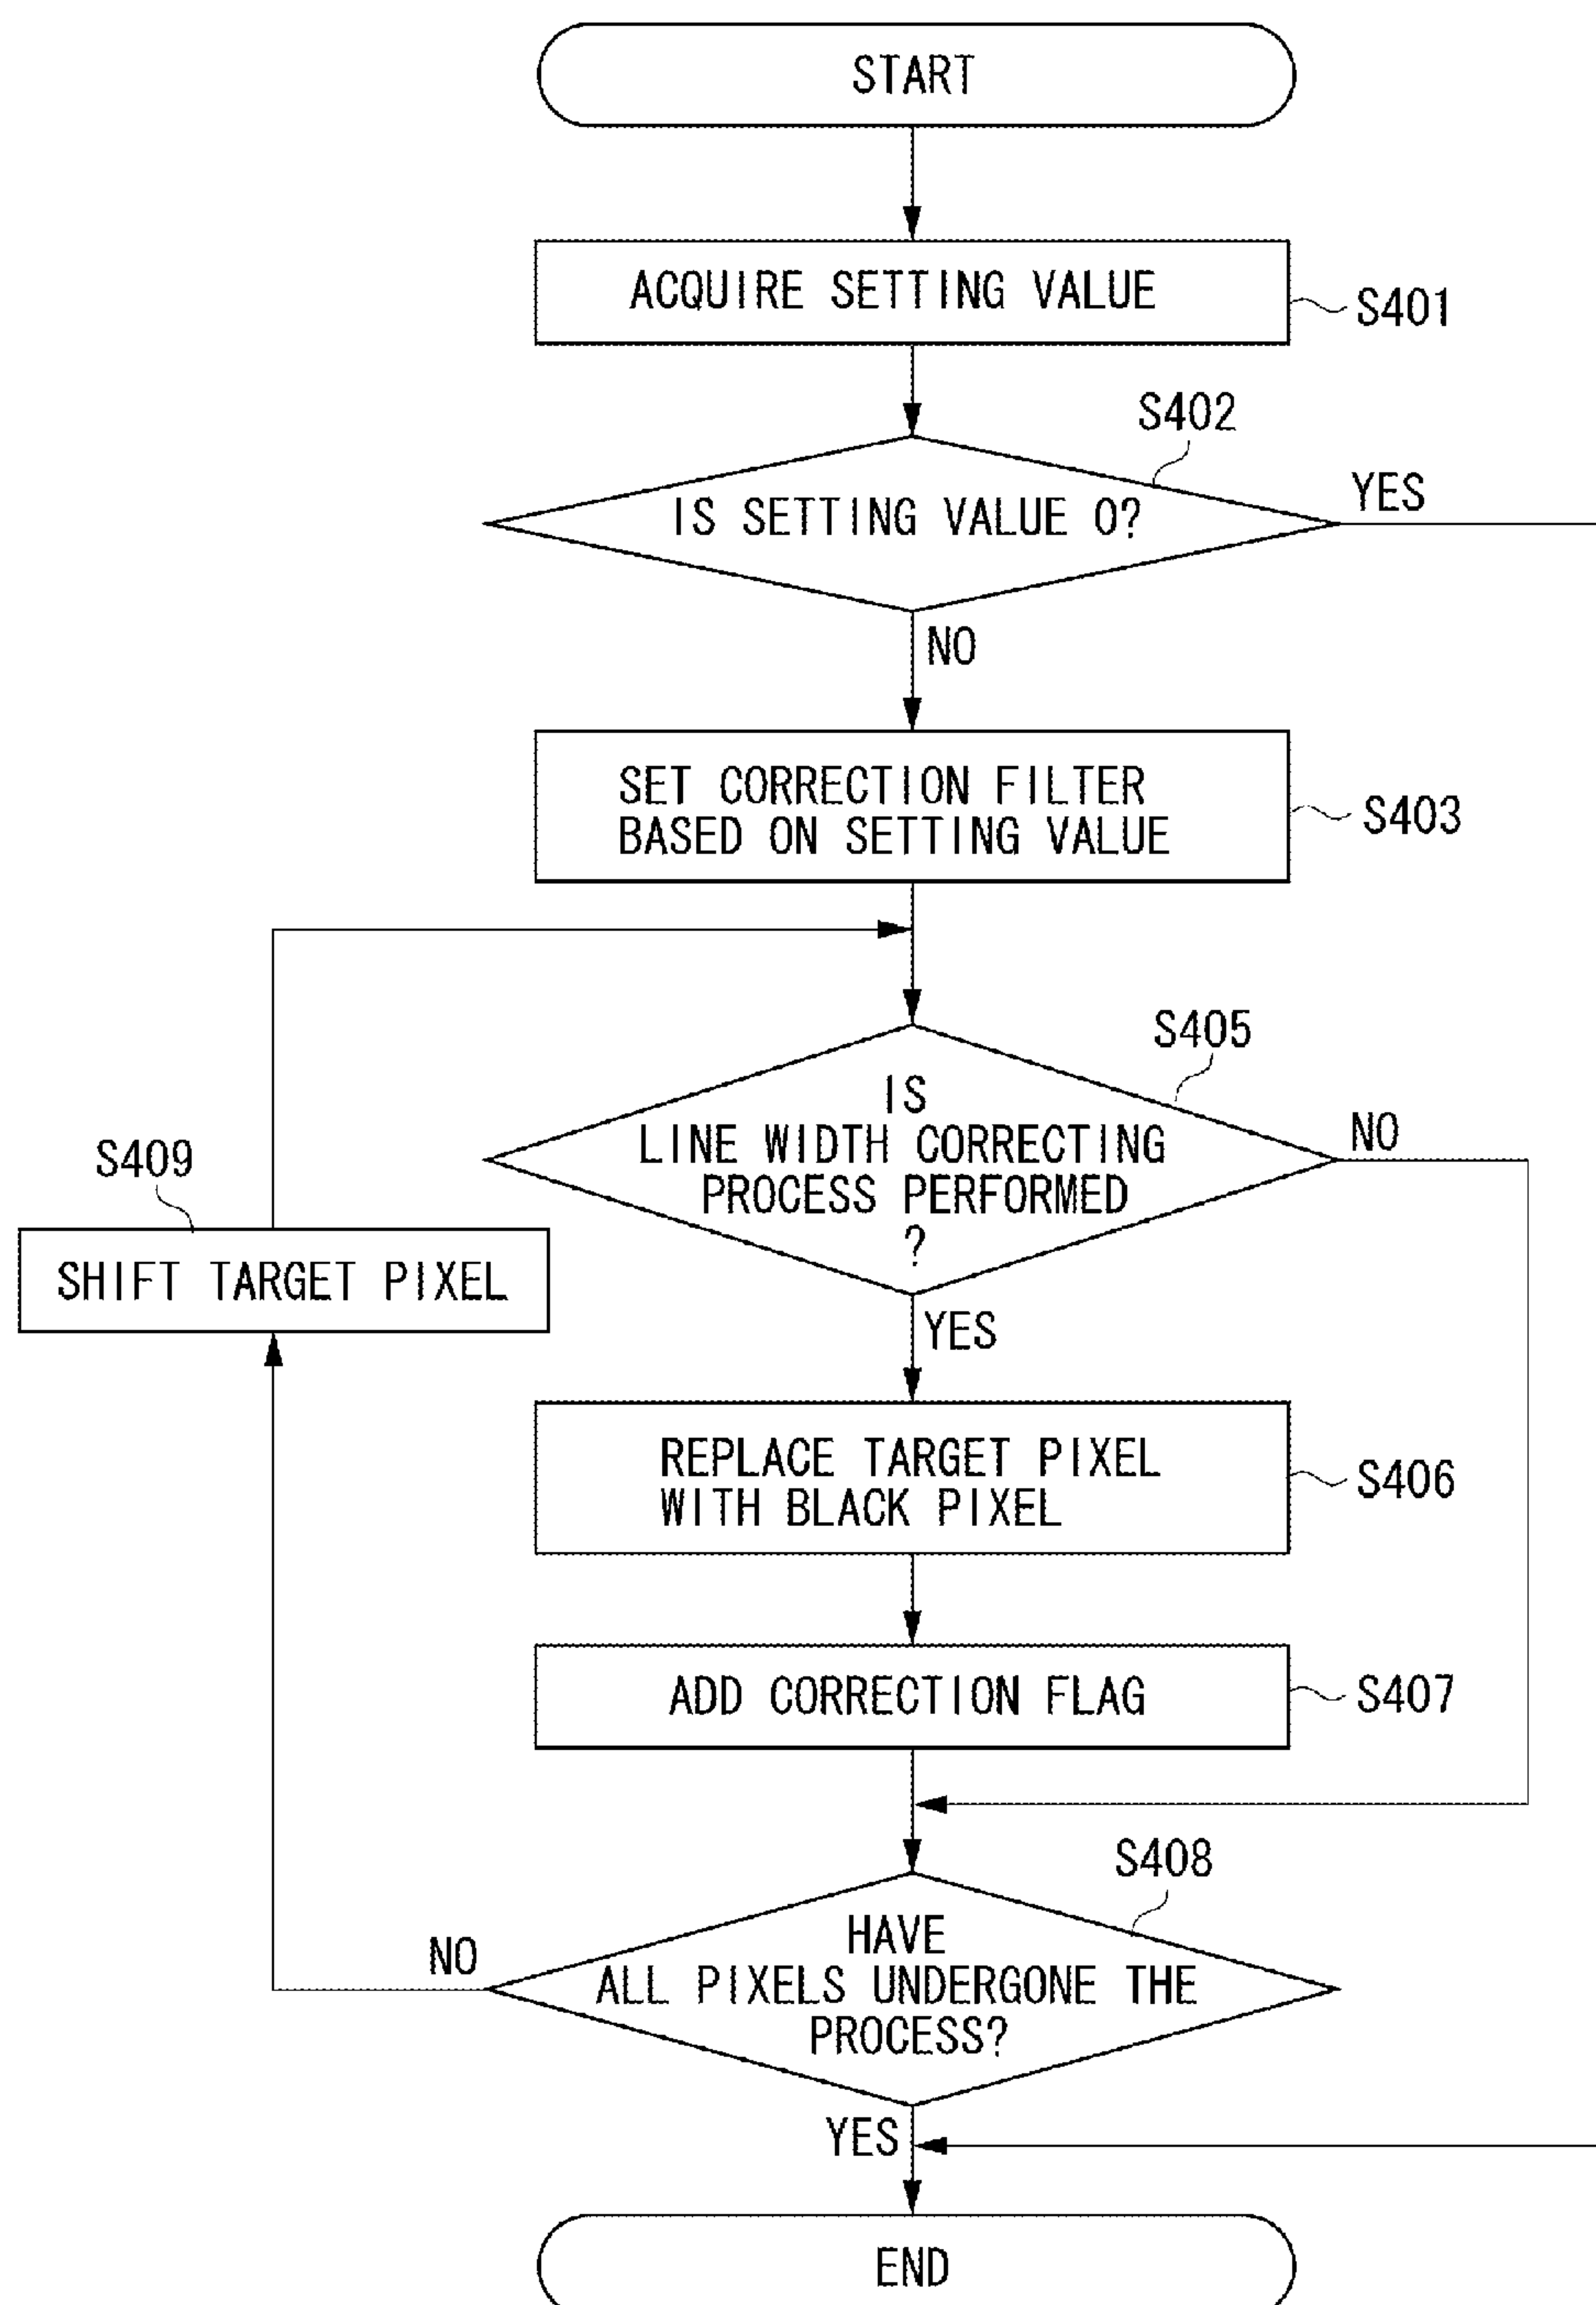 START
ACQUIRE SETTING VALUE
S401
S402
IS SETTING VALUE 0?
YES
NO
SET CORRECTION FILTER
BASED ON SETTING VALUE
S403
S405
IS
LINE WIDTH CORRECTING
PROCESS PERFORMED
?
NO
S409
SHIFT TARGET PIXEL
YES
REPLACE TARGET PIXEL
WITH BLACK PIXEL
S406
ADD CORRECTION FLAG
S407
S408
HAVE
ALL PIXELS UNDERGONE THE
PROCESS?
NO
YES
END